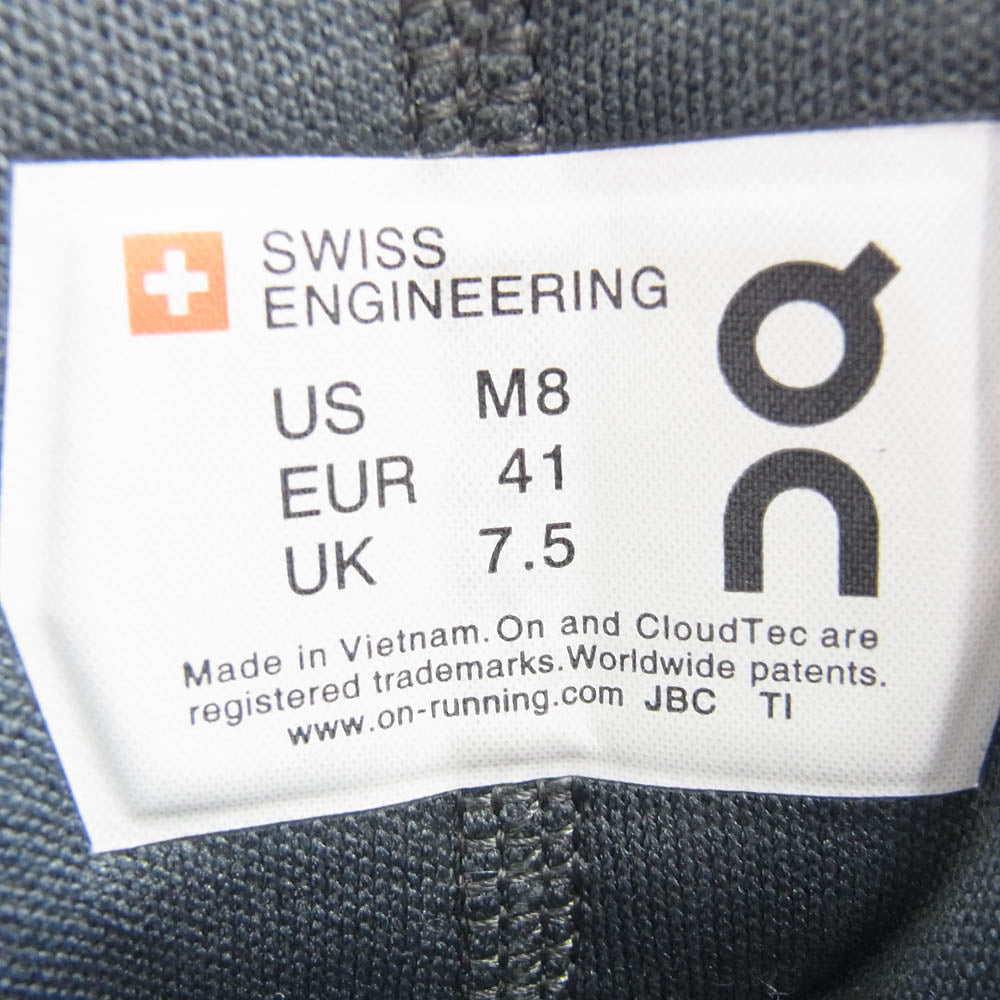 SWISS
ENGINEERING
On
US M8
EUR 41
UK 7.5
Made in Vietnam. On and CloudTec are
registered trademarks. Worldwide patents.
www.on-running.com JBC TI